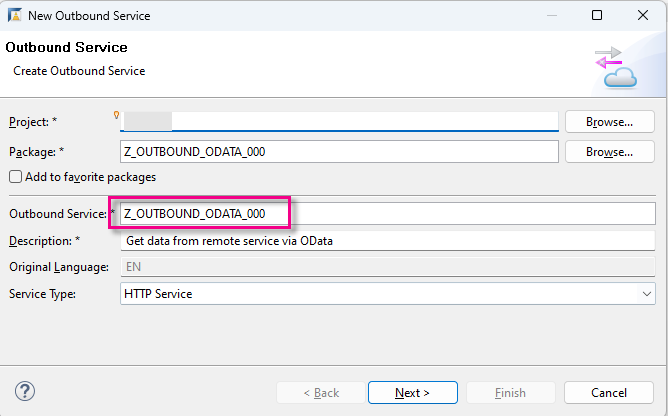 New Outbound Service
Outbound Service
Create Outbound Service
Project: *
Browse...
Package: * Z_OUTBOUND_ODATA_000 Browse...
Add to favorite packages
Outbound Service: * Z_OUTBOUND_ODATA_000
Description: * Get data from remote service via OData
Original Language: EN
Service Type: HTTP Service
? < Back Next > Finish Cancel